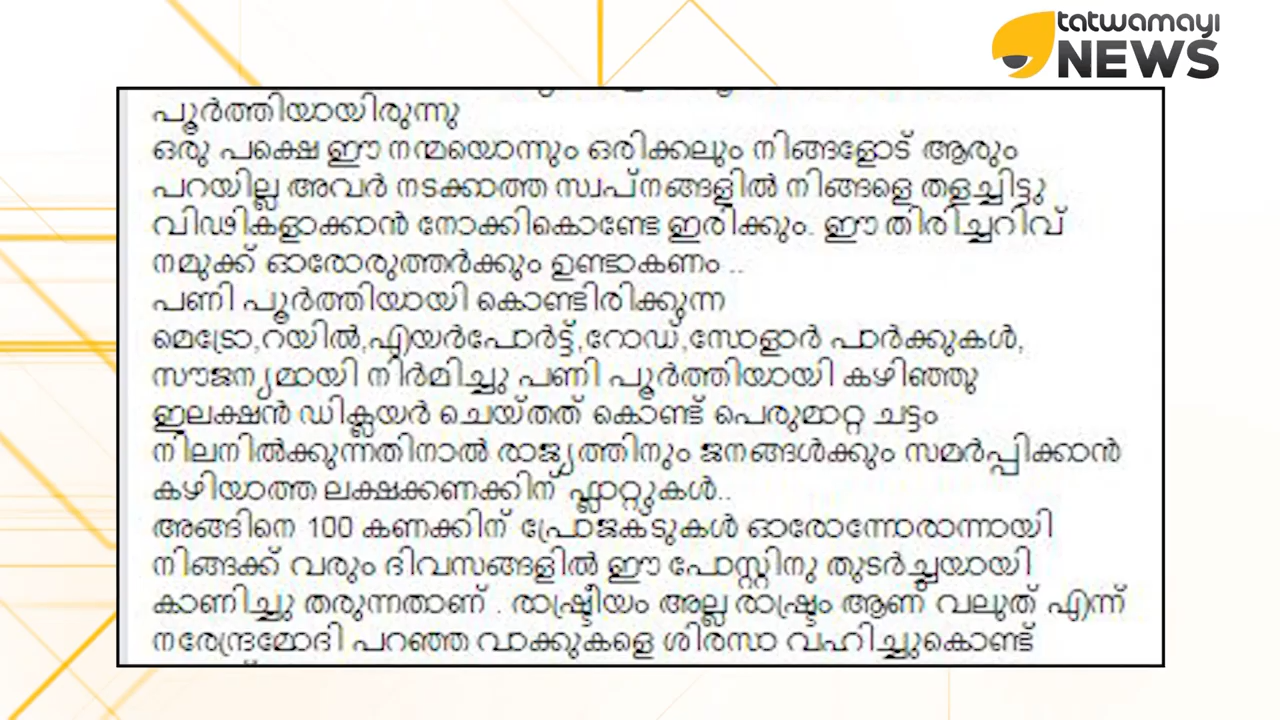 tatwamayi
NEWS
പൂർത്തിയായിരുന്നു
ഒരു പക്ഷെ ഈ നന്മയൊന്നും ഒരിക്കലും നിങ്ങളോട് ആരും
പറയില്ല അവർ നടക്കാത്ത സ്വപ്നങ്ങളിൽ നിങ്ങളെ തളച്ചിട്ടു
വിഢികളാക്കാൻ നോക്കികൊണ്ടേ ഇരിക്കും. ഈ തിരിച്ചറിവ്
നമുക്ക് ഓരോരുത്തർക്കും ഉണ്ടാകണം ..
പണി പൂർത്തിയായി കൊണ്ടിരിക്കുന്ന
മെട്രോ,റയിൽ,എയർപോർട്ട്,റോഡ്,സോളാർ പാർക്കുകൾ,
സൗജന്യമായി നിർമിച്ചു പണി പൂർത്തിയായി കഴിഞ്ഞു
ഇലക്ഷൻ ഡിക്ലയർ ചെയ്തത് കൊണ്ട് പെരുമാറ്റ ചട്ടം
നിലനിൽക്കുന്നതിനാൽ രാജ്യത്തിനും ജനങ്ങൾക്കും സമർപ്പിക്കാൻ
കഴിയാത്ത ലക്ഷക്കണക്കിന് ഫ്ലാറ്റുകൾ..
അങ്ങിനെ 100 കണക്കിന് പ്രോജകടുകൾ ഓരോന്നോരാന്നായി
നിങ്ങക്ക് വരും ദിവസങ്ങളിൽ ഈ പോസ്റ്റിനു തുടർച്ചയായി
കാണിച്ചു തരുന്നതാണ് . രാഷ്ട്രീയം അല്ല രാഷ്ട്രം ആണ് വലുത് എന്ന്
നരേന്ദ്രമോദി പറഞ്ഞ വാക്കുകളെ ശിരസാ വഹിച്ചുകൊണ്ട്